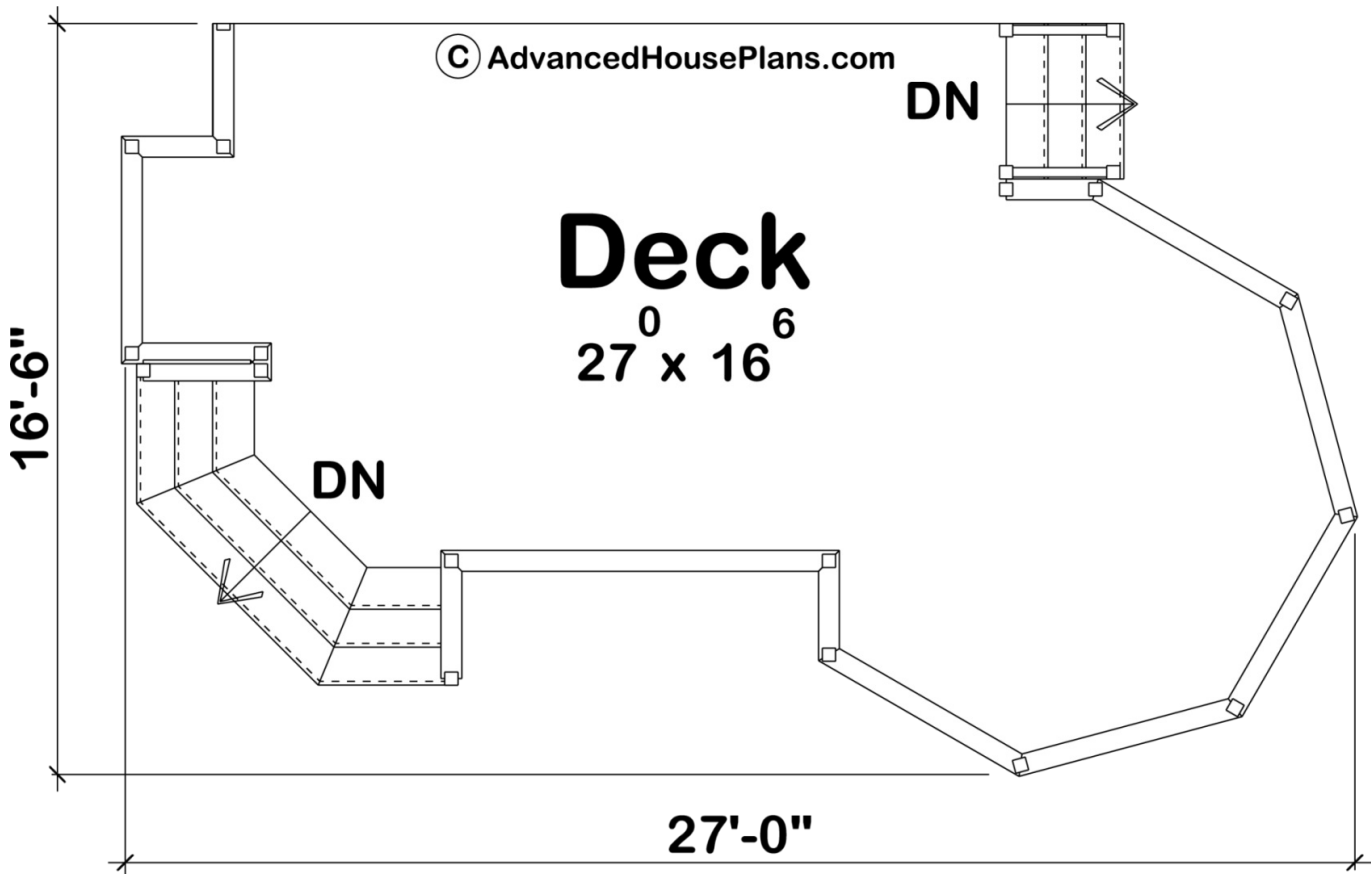 © AdvancedHousePlans.com
DN
Deck
27⁰ x 16⁶
16'-6"
DN
27'-0"